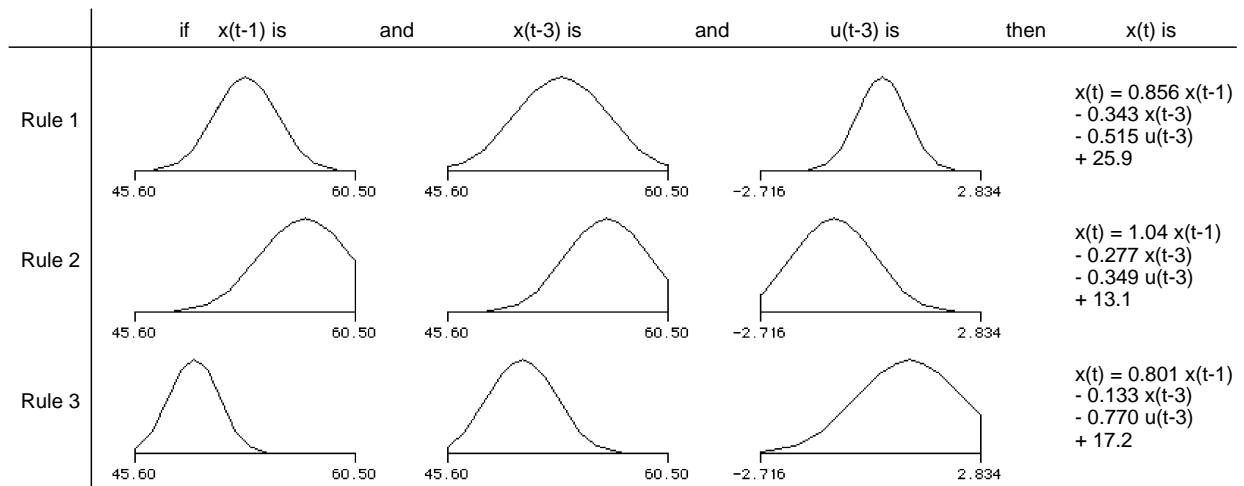 if x(t-1) is and x(t-3) is and u(t-3) is then x(t) is
Rule 1
x(t) = 0.856 x(t-1)
- 0.343 x(t-3)
- 0.515 u(t-3)
+ 25.9
45.60 60.50 45.60 60.50 -2.716 2.834
Rule 2
x(t) = 1.04 x(t-1)
- 0.277 x(t-3)
- 0.349 u(t-3)
+ 13.1
45.60 60.50 45.60 60.50 -2.716 2.834
Rule 3
x(t) = 0.801 x(t-1)
- 0.133 x(t-3)
- 0.770 u(t-3)
+ 17.2
45.60 60.50 45.60 60.50 -2.716 2.834